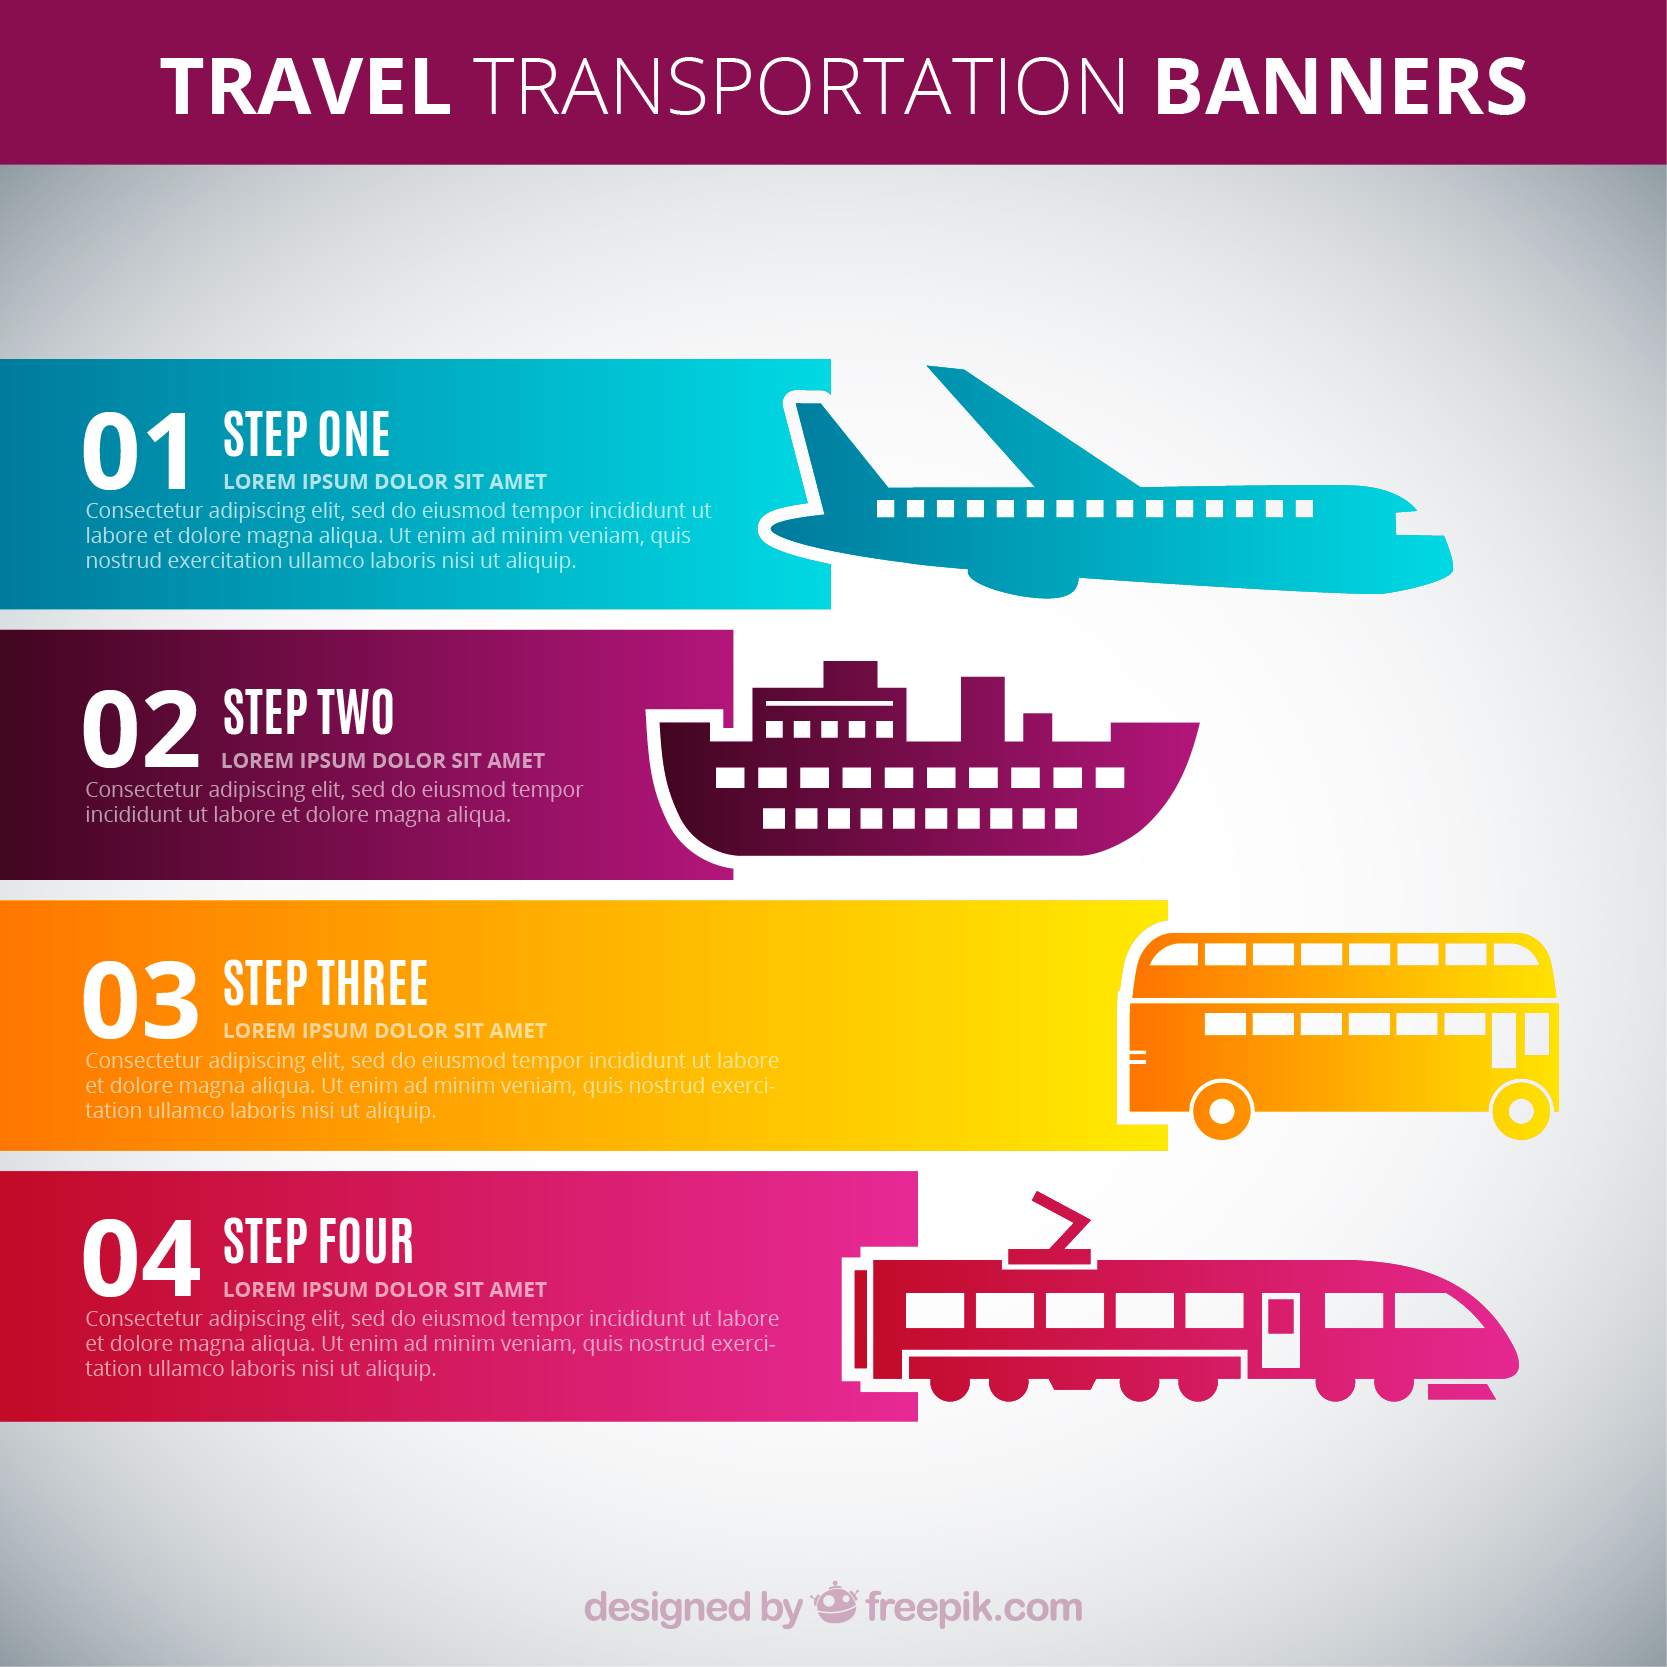 TRAVEL TRANSPORTATION BANNERS
01 STEP ONE
LOREM IPSUM DOLOR SIT AMET
Consectetur adipiscing elit, sed do eiusmod tempor incididunt ut
labore et dolore magna aliqua. Ut enim ad minim veniam, quis
nostrud exercitation ullamco laboris nisi ut aliquip.
02 STEP TWO
LOREM IPSUM DOLOR SIT AMET
Consectetur adipiscing elit, sed do eiusmod tempor
incididunt ut labore et dolore magna aliqua.
03 STEP THREE
LOREM IPSUM DOLOR SIT AMET
Consectetur adipiscing elit, sed do eiusmod tempor incididunt ut labore
et dolore magna aliqua. Ut enim ad minim veniam, quis nostrud exerci-
tation ullamco laboris nisi ut aliquip.
04 STEP FOUR
LOREM IPSUM DOLOR SIT AMET
Consectetur adipiscing elit, sed do eiusmod tempor incididunt ut labore
et dolore magna aliqua. Ut enim ad minim veniam, quis nostrud exerci-
tation ullamco laboris nisi ut aliquip.
designed by freepik.com